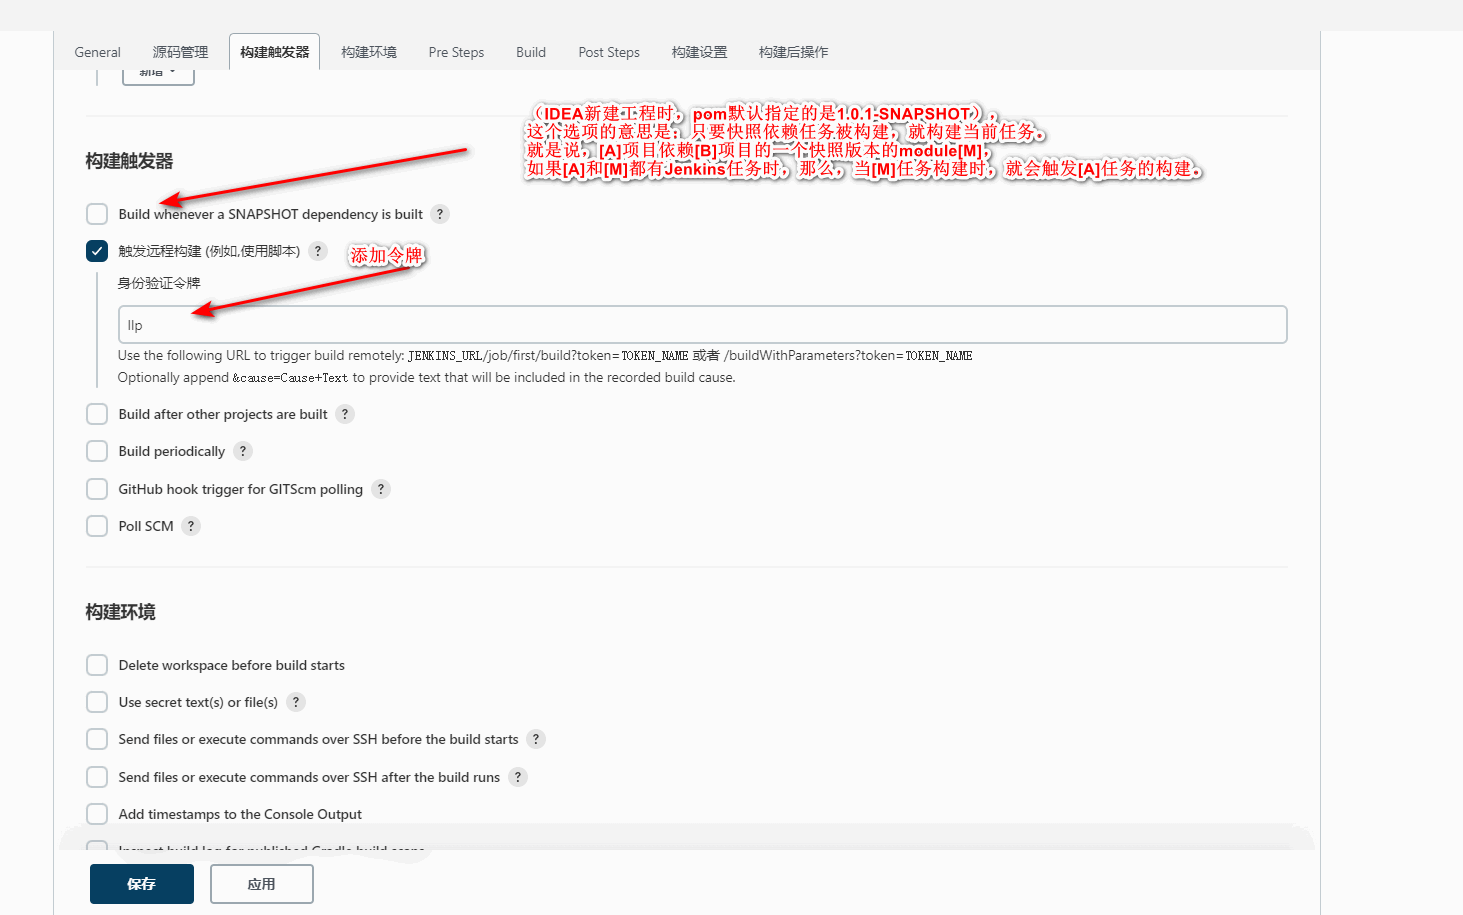 General 源码管理 构建触发器 构建环境 Pre Steps Build Post Steps 构建设置 构建后操作
新增
（IDEA新建工程时，pom默认指定的是1.0.1-SNAPSHOT），
这个选项的意思是：只要快照依赖任务被构建，就构建当前任务。
就是说，[A]项目依赖[B]项目的一个快照版本的module[M]，
如果[A]和[M]都有Jenkins任务时，那么，当[M]任务构建时，就会触发[A]任务的构建。
构建触发器
Build whenever a SNAPSHOT dependency is built ?
触发远程构建 (例如,使用脚本) ? 添加令牌
身份验证令牌
llp
Use the following URL to trigger build remotely: JENKINS_URL/job/first/build?token=TOKEN_NAME 或者 /buildWithParameters?token=TOKEN_NAME
Optionally append &cause=Cause+Text to provide text that will be included in the recorded build cause.
Build after other projects are built ?
Build periodically ?
GitHub hook trigger for GITScm polling ?
Poll SCM ?
构建环境
Delete workspace before build starts
Use secret text(s) or file(s) ?
Send files or execute commands over SSH before the build starts ?
Send files or execute commands over SSH after the build runs ?
Add timestamps to the Console Output
Inspect build log for published Gradle build scans
保存 应用